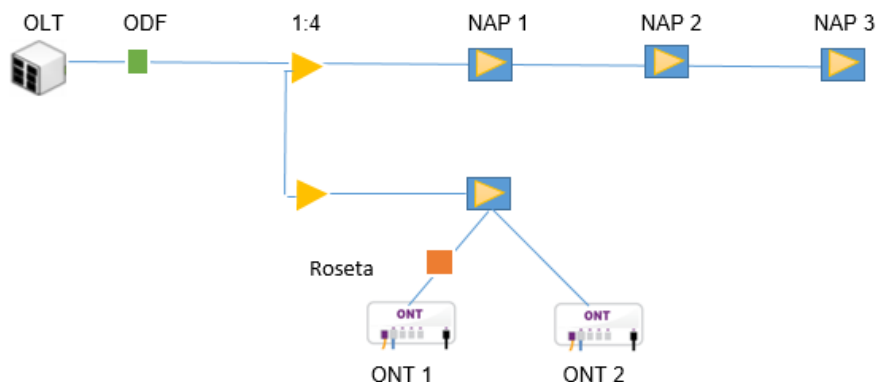 OLT
ODF
1:4
NAP 1
NAP 2
NAP 3
Roseta
ONT
ONT
ONT 1
ONT 2